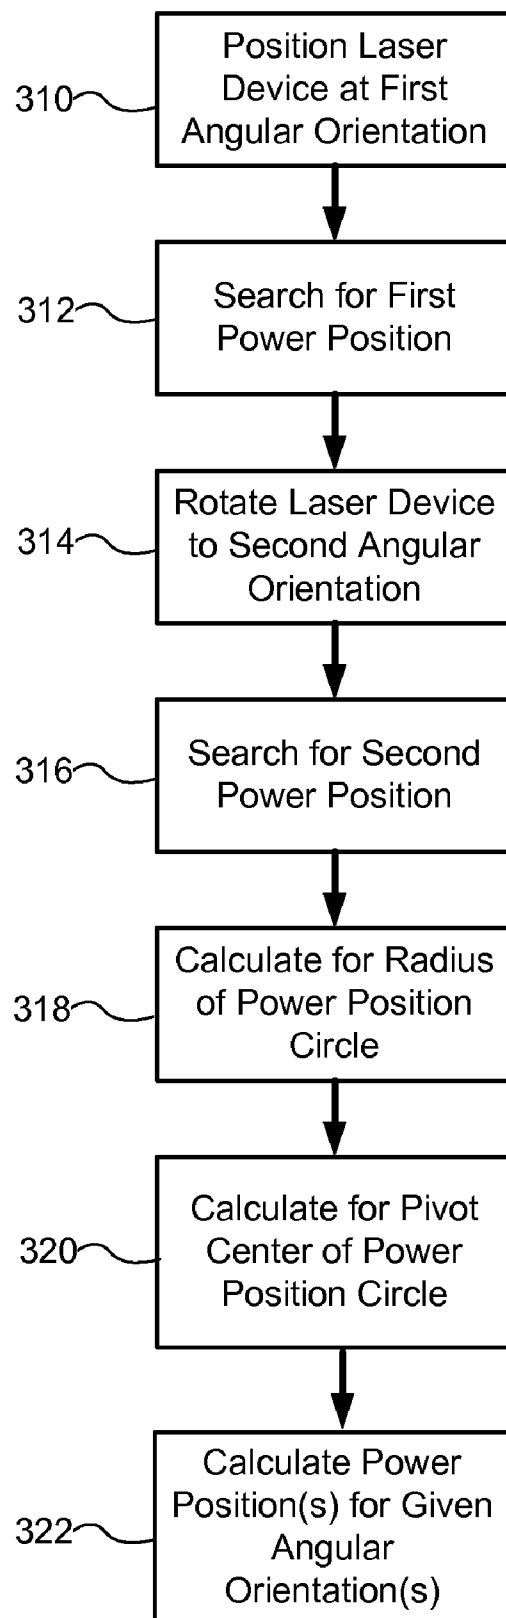 Position Laser
Device at First
Angular Orientation
310
Search for First
Power Position
312
Rotate Laser Device
to Second Angular
Orientation
314
Search for Second
Power Position
316
Calculate for Radius
of Power Position
Circle
318
Calculate for Pivot
Center of Power
Position Circle
320
Calculate Power
Position(s) for Given
Angular
Orientation(s)
322